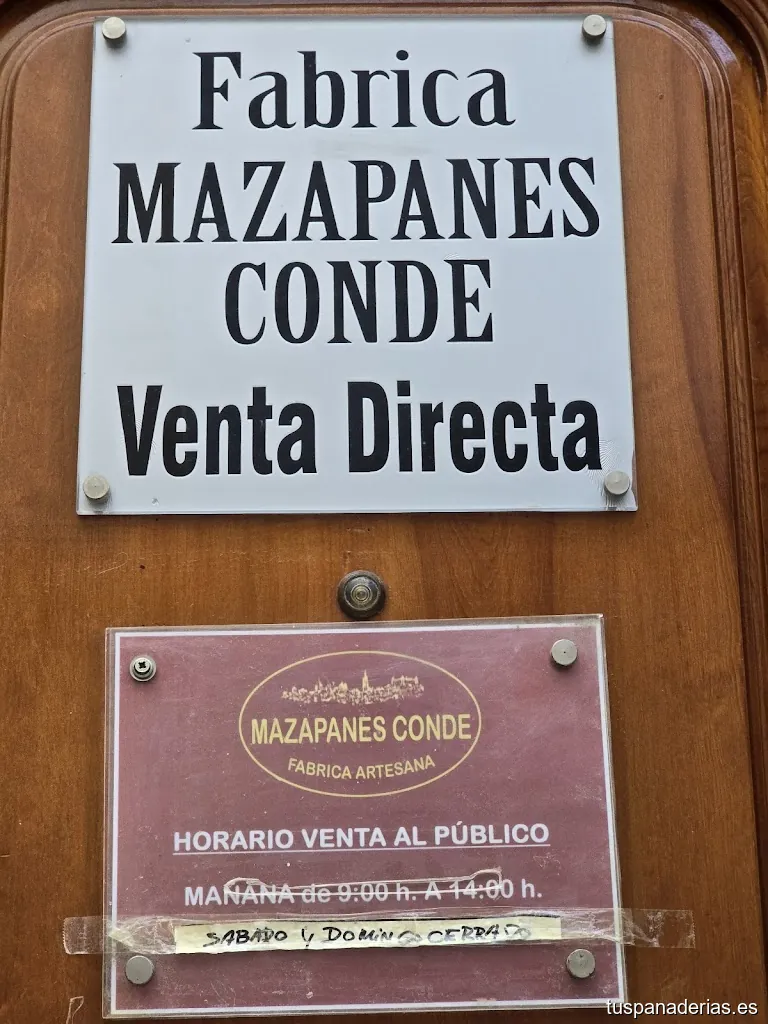 Fabrica
MAZAPANES
CONDE
Venta Directa
MAZAPANES CONDE
FABRICA ARTESANA
HORARIO VENTA AL PÚBLICO
MAÑANA de 9:00 h. A 14:00 h.
SABADO Y DOMINGO CERRADO
tuspanaderias.es